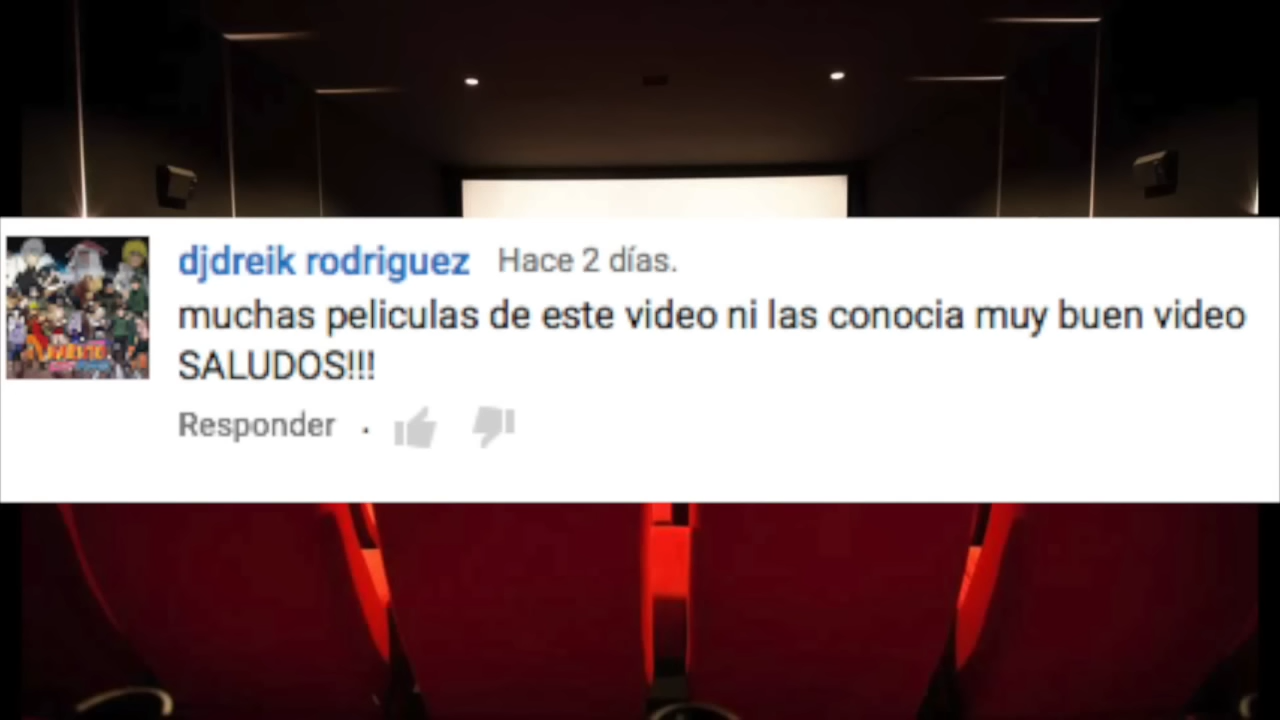 djdreik rodriguez Hace 2 días.
muchas peliculas de este video ni las conocia muy buen video
SALUDOS!!!
Responder .